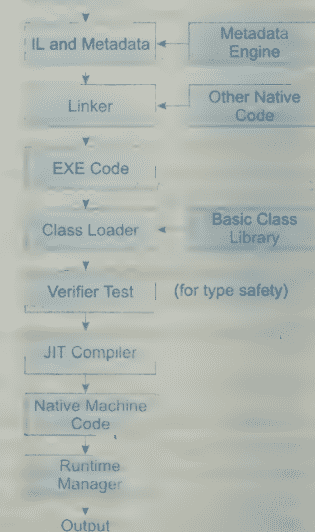 IL and Metadata
Metadata
Engine
Linker
Other Native
Code
EXE Code
Class Loader
Basic Class
Library
Verifier Test
(for type safety)
JIT Compiler
Native Machine
Code
Runtime
Manager
Output